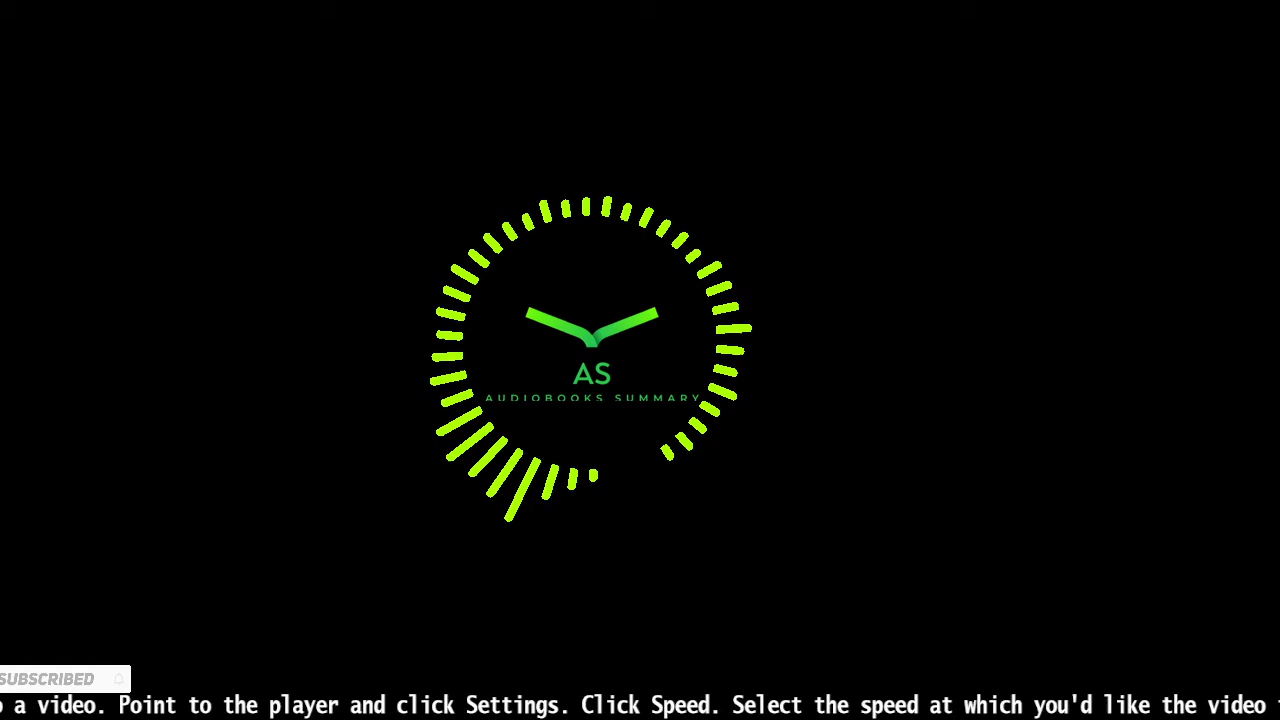 AS
AUDIOBOOKS SUMMARY
SUBSCRIBED
a video. Point to the player and click Settings. Click Speed. Select the speed at which you'd like the video